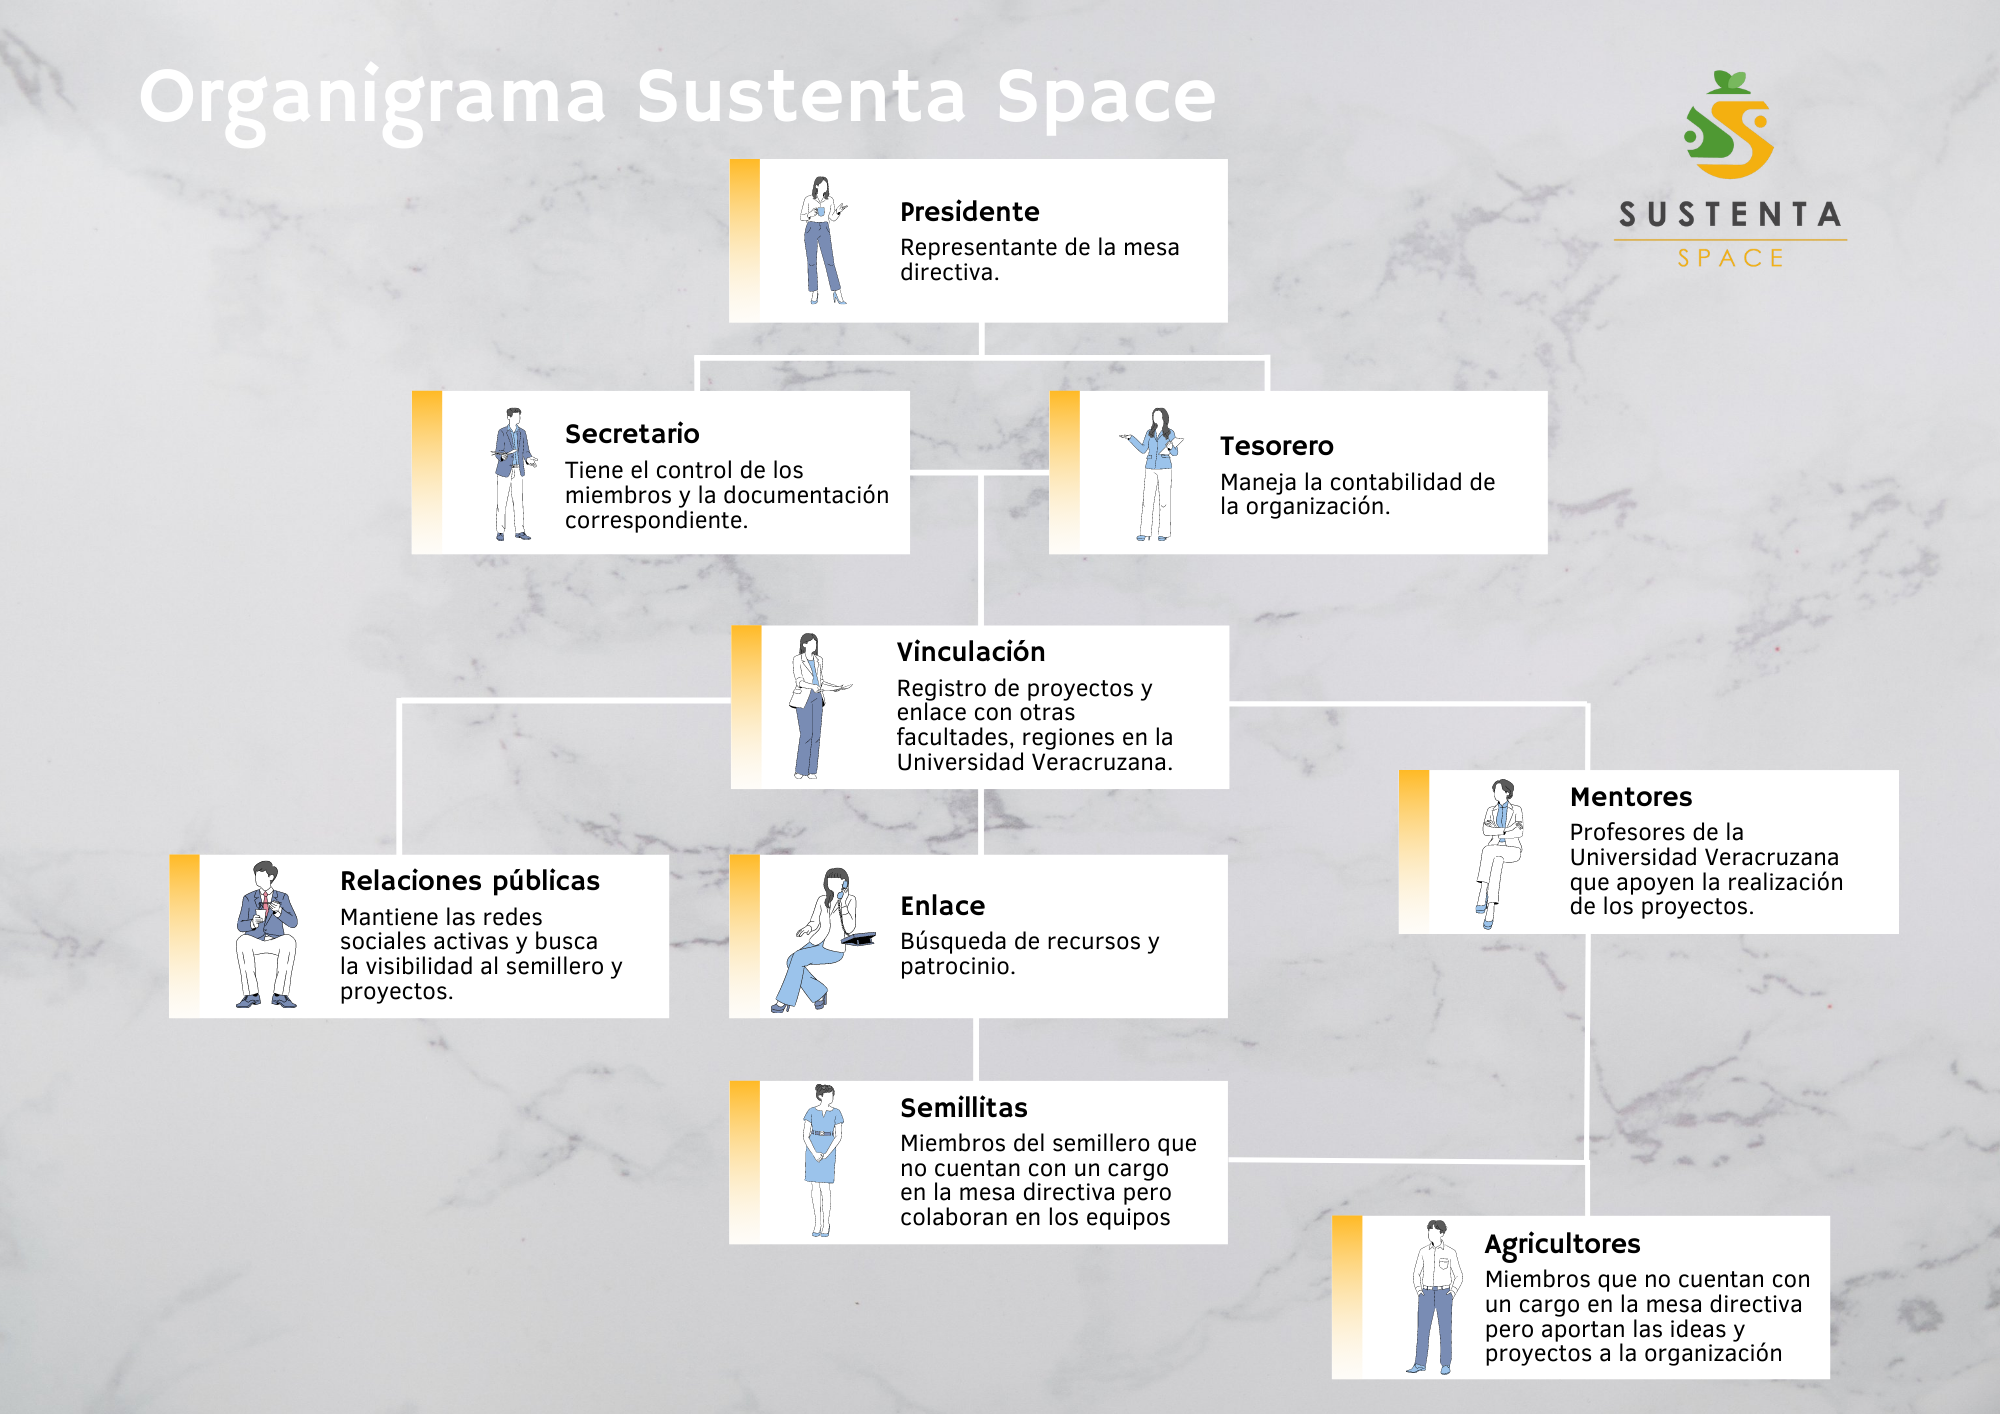 Organigrama Sustenta Space
SUSTENTA
SPACE
Presidente
Representante de la mesa
directiva.
Secretario
Tiene el control de los
miembros y la documentación
correspondiente.
Tesorero
Maneja la contabilidad de
la organización.
Vinculación
Registro de proyectos y
enlace con otras
facultades, regiones en la
Universidad Veracruzana.
Mentores
Profesores de la
Universidad Veracruzana
que apoyen la realización
de los proyectos.
Relaciones públicas
Mantiene las redes
sociales activas y busca
la visibilidad al semillero y
proyectos.
Enlace
Búsqueda de recursos y
patrocinio.
Semillitas
Miembros del semillero que
no cuentan con un cargo
en la mesa directiva pero
colaboran en los equipos
Agricultores
Miembros que no cuentan con
un cargo en la mesa directiva
pero aportan las ideas y
proyectos a la organización